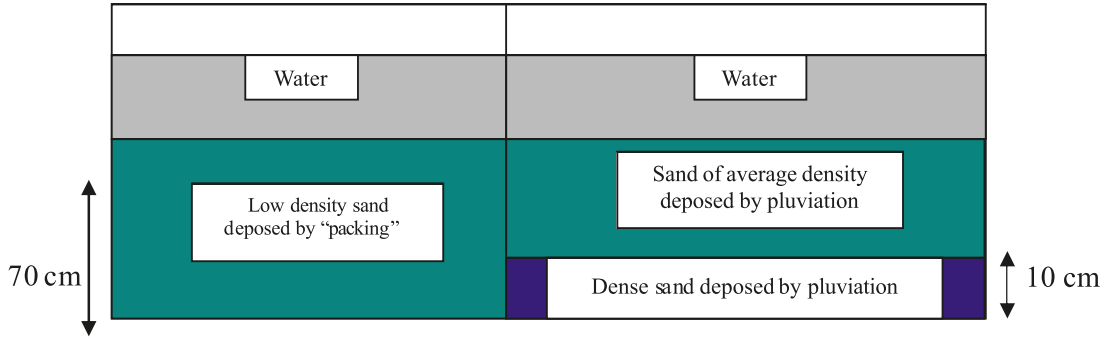 Water
Water
Low density sand
deposed by “packing”
Sand of average density
deposed by pluviation
Dense sand deposed by pluviation
70 cm
10 cm